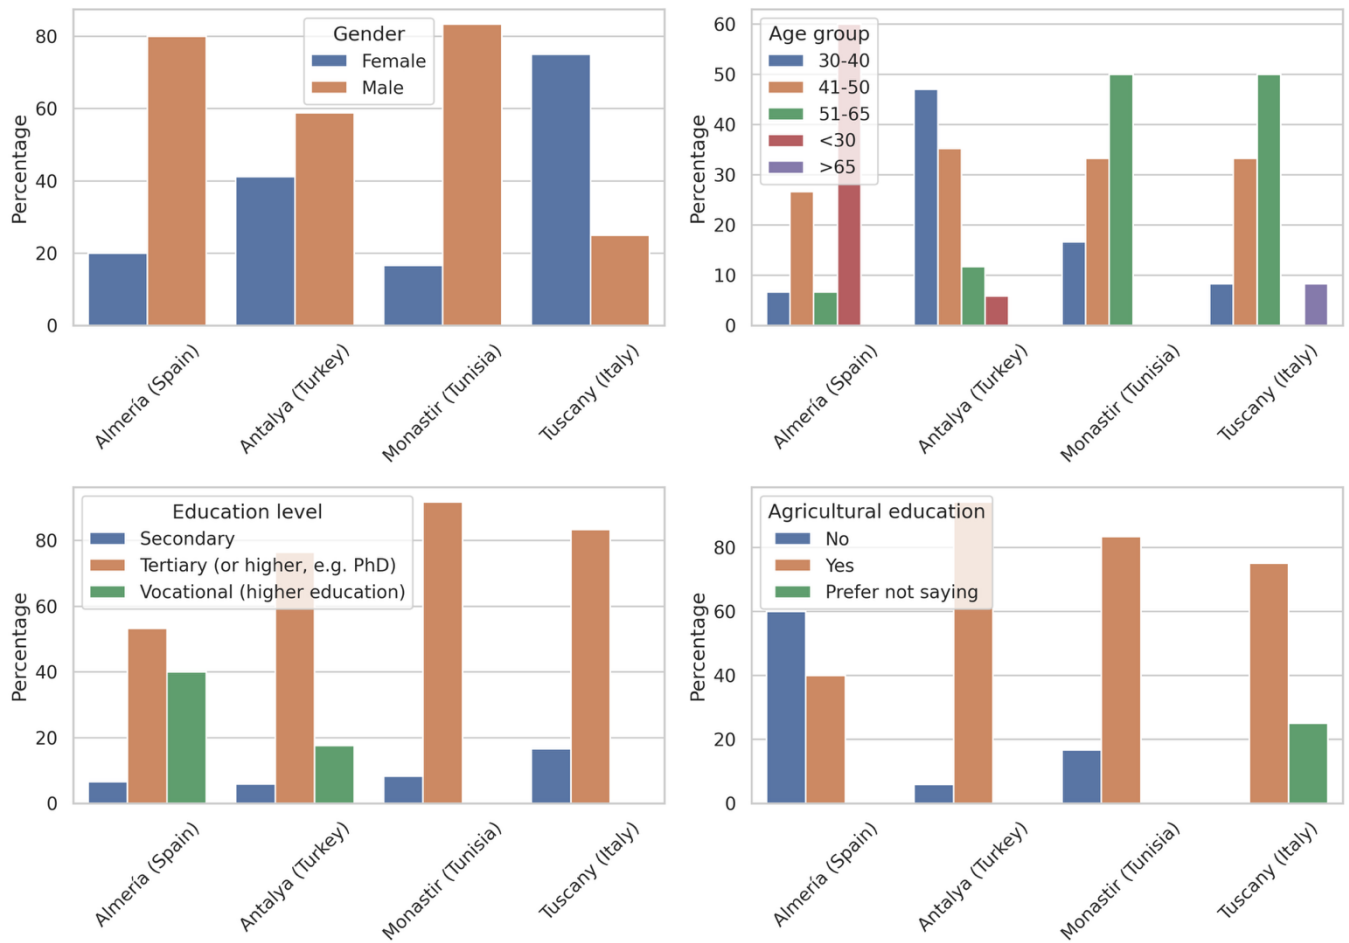 Gender
Female
Male
Percentage
80
60
40
20
0
Almería (Spain)
Antalya (Turkey)
Monastir (Tunisia)
Tuscany (Italy)
Age group
30-40
41-50
51-65
<30
>65
Percentage
60
50
40
30
20
10
0
Almería (Spain)
Antalya (Turkey)
Monastir (Tunisia)
Tuscany (Italy)
Education level
Secondary
Tertiary (or higher, e.g. PhD)
Vocational (higher education)
Percentage
80
60
40
20
0
Almería (Spain)
Antalya (Turkey)
Monastir (Tunisia)
Tuscany (Italy)
Agricultural education
No
Yes
Prefer not saying
Percentage
80
60
40
20
0
Almería (Spain)
Antalya (Turkey)
Monastir (Tunisia)
Tuscany (Italy)